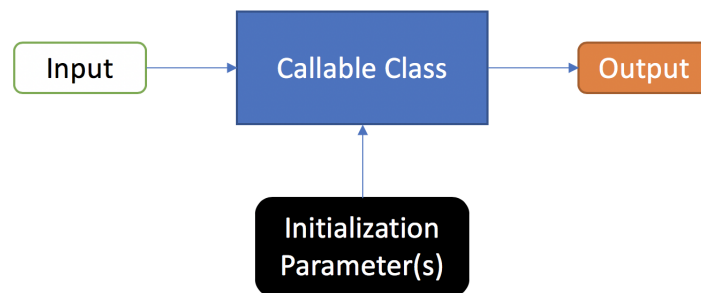 Input
Callable Class
Output
Initialization
Parameter(s)